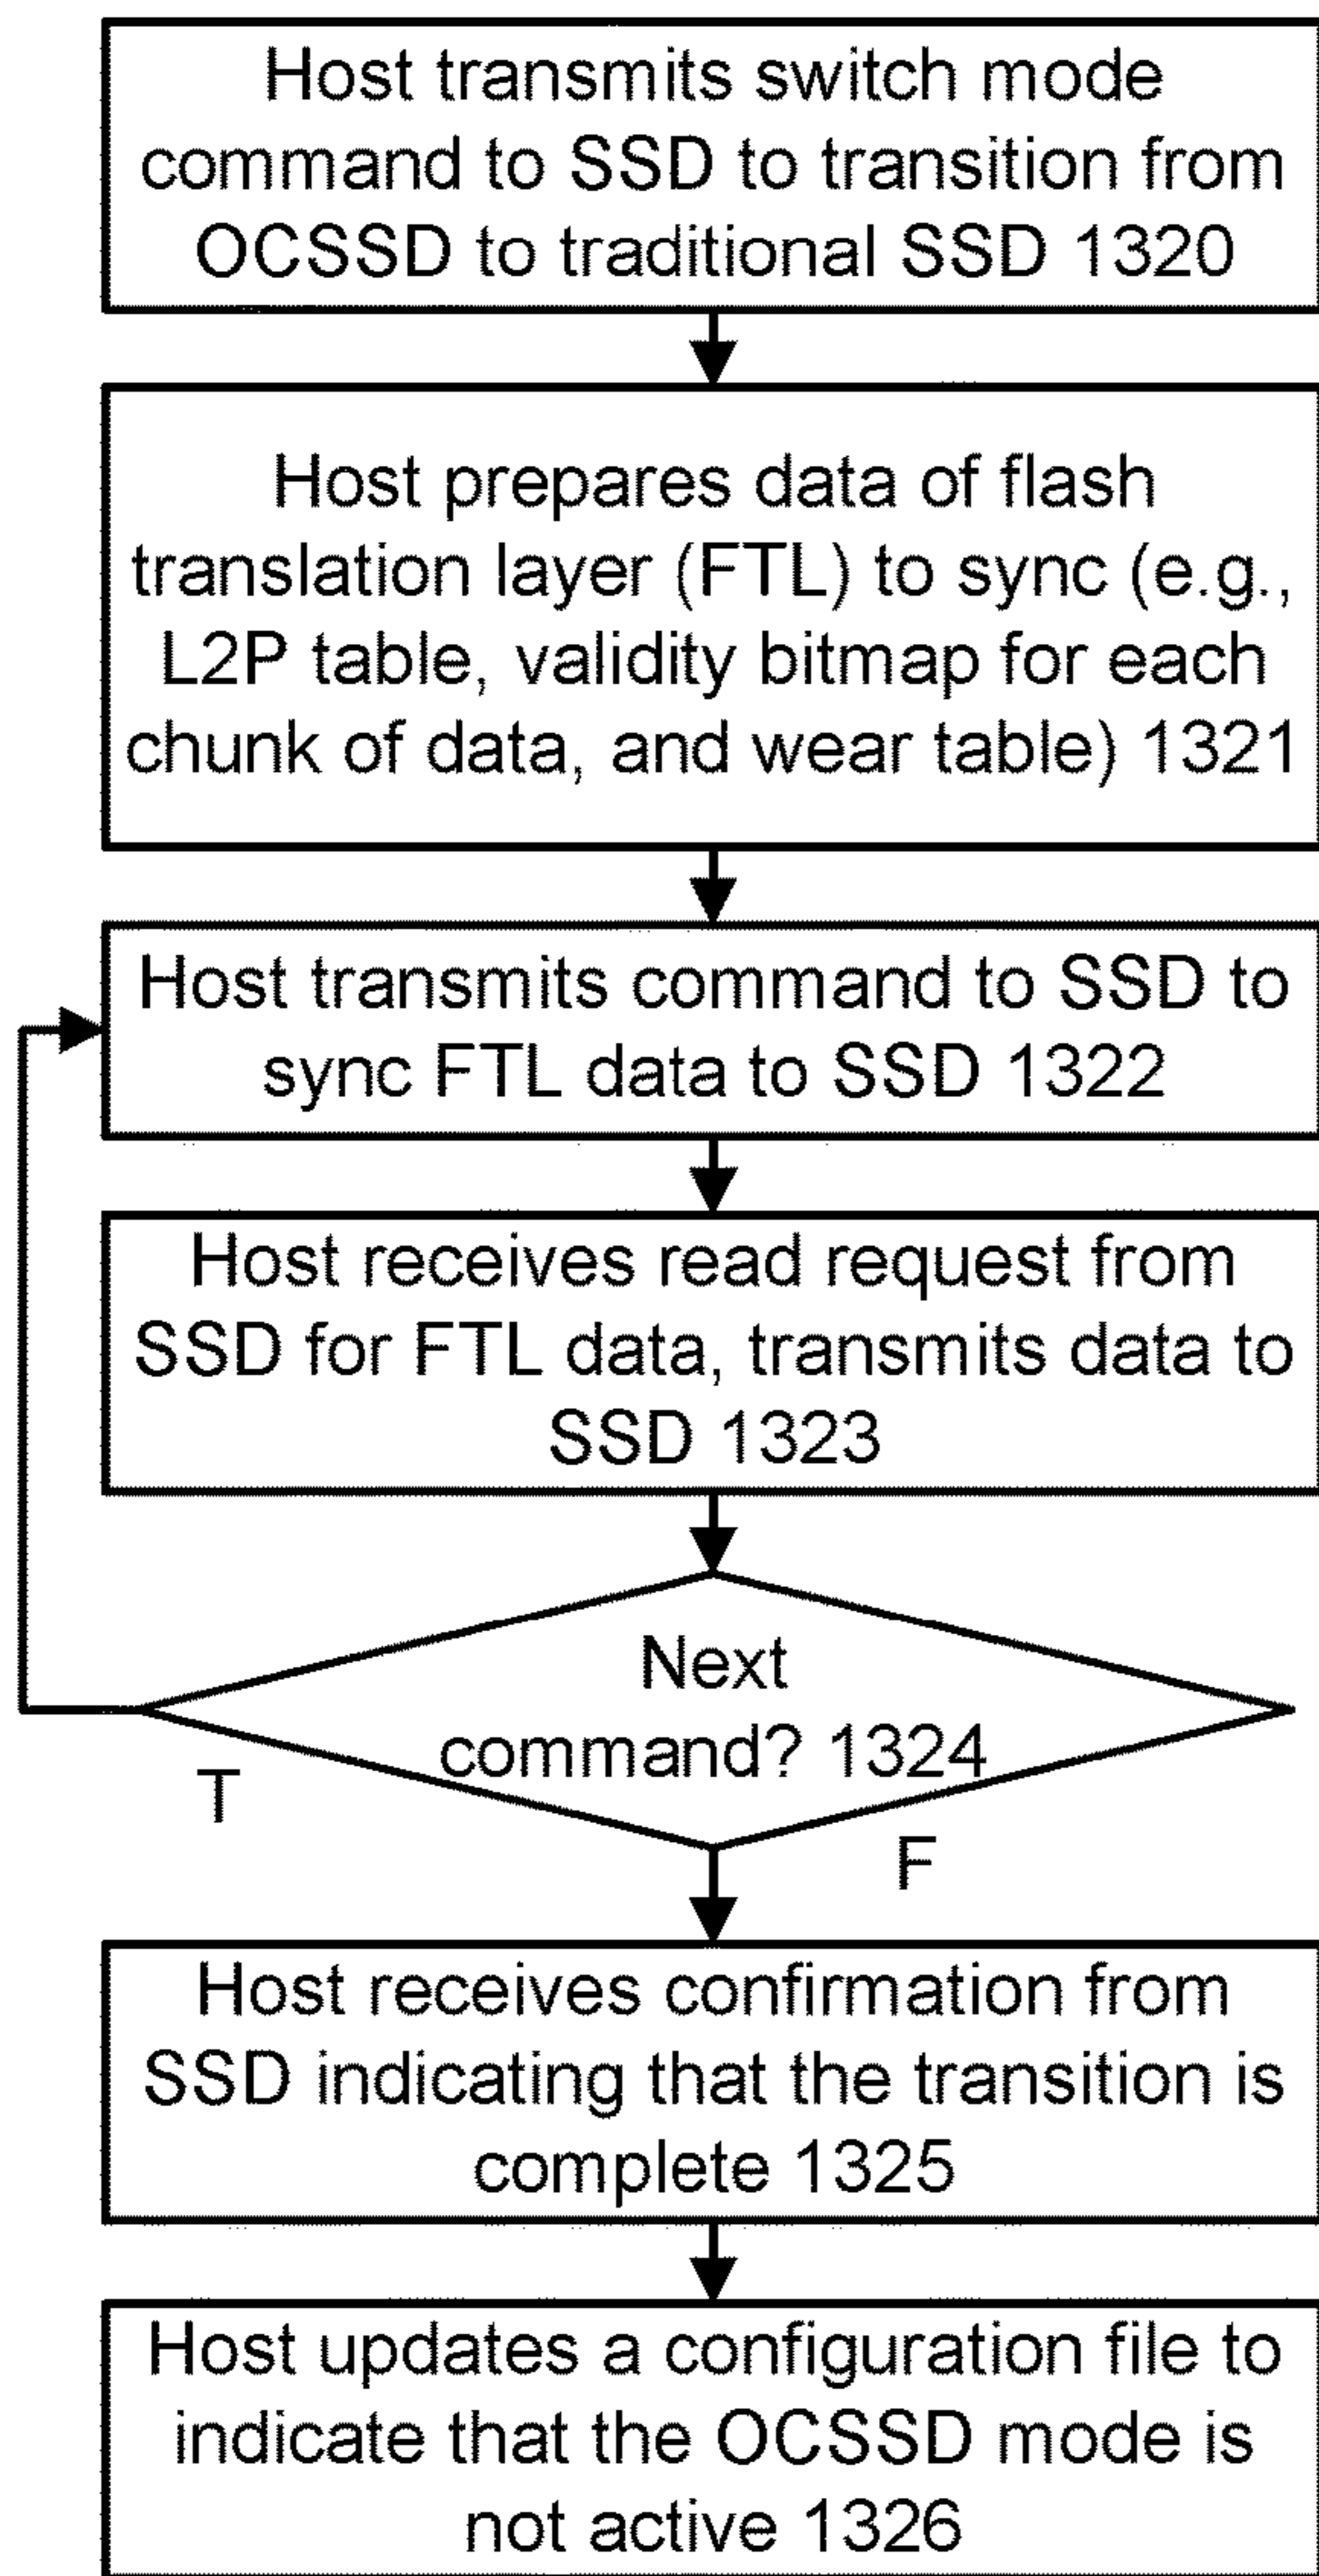 Host transmits switch mode
command to SSD to transition from
OCSSD to traditional SSD 1320
Host prepares data of flash
translation layer (FTL) to sync (e.g.,
L2P table, validity bitmap for each
chunk of data, and wear table) 1321
Host transmits command to SSD to
sync FTL data to SSD 1322
Host receives read request from
SSD for FTL data, transmits data to
SSD 1323
Next
command? 1324
T
F
Host receives confirmation from
SSD indicating that the transition is
complete 1325
Host updates a configuration file to
indicate that the OCSSD mode is
not active 1326